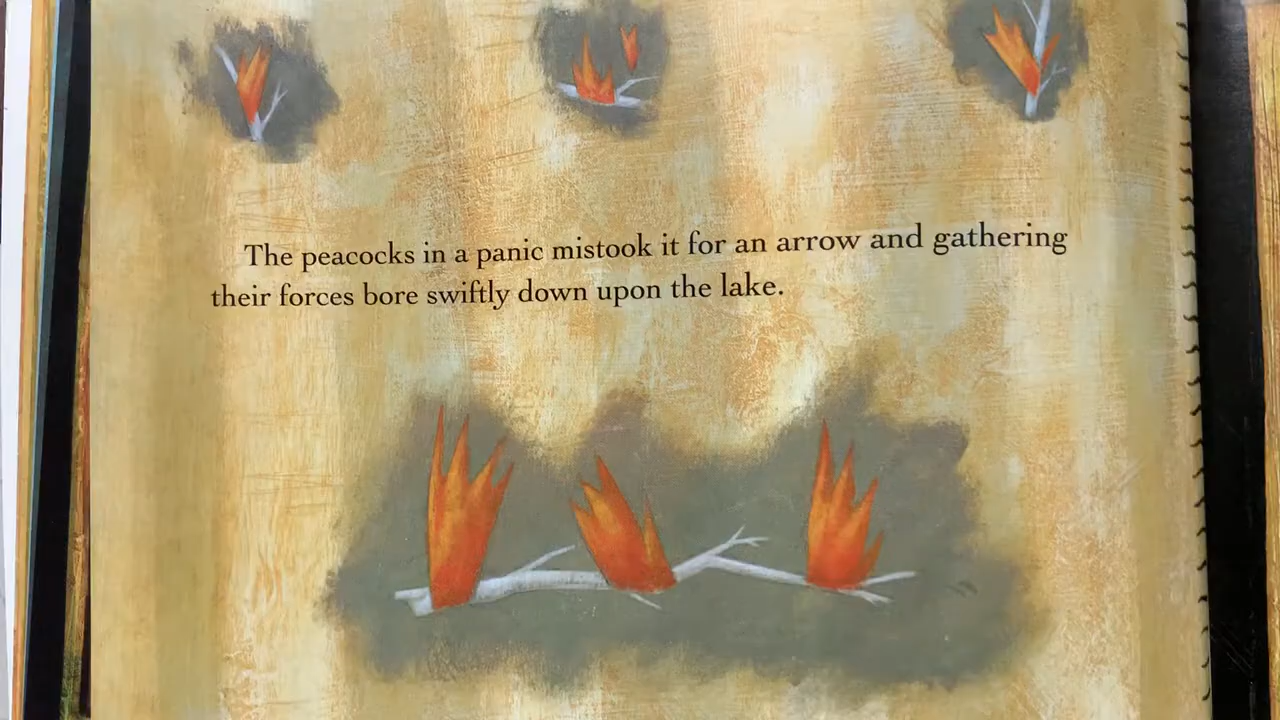 The peacocks in a panic mistook it for an arrow and gathering
their forces bore swiftly down upon the lake.